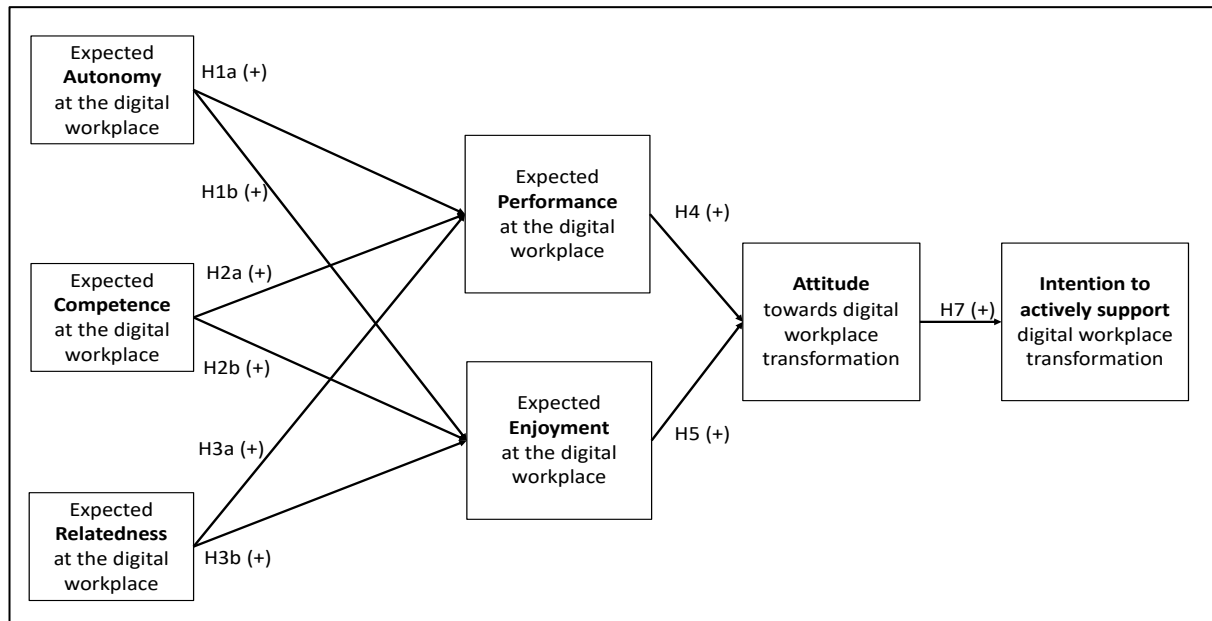 Expected
Autonomy
at the digital
workplace
H1a (+)
H1b (+)
Expected
Competence
at the digital
workplace
H2a (+)
H2b (+)
Expected
Relatedness
at the digital
workplace
H3a (+)
H3b (+)
Expected
Performance
at the digital
workplace
H4 (+)
Expected
Enjoyment
at the digital
workplace
H5 (+)
Attitude
towards digital
workplace
transformation
H7 (+)
Intention to
actively support
digital workplace
transformation